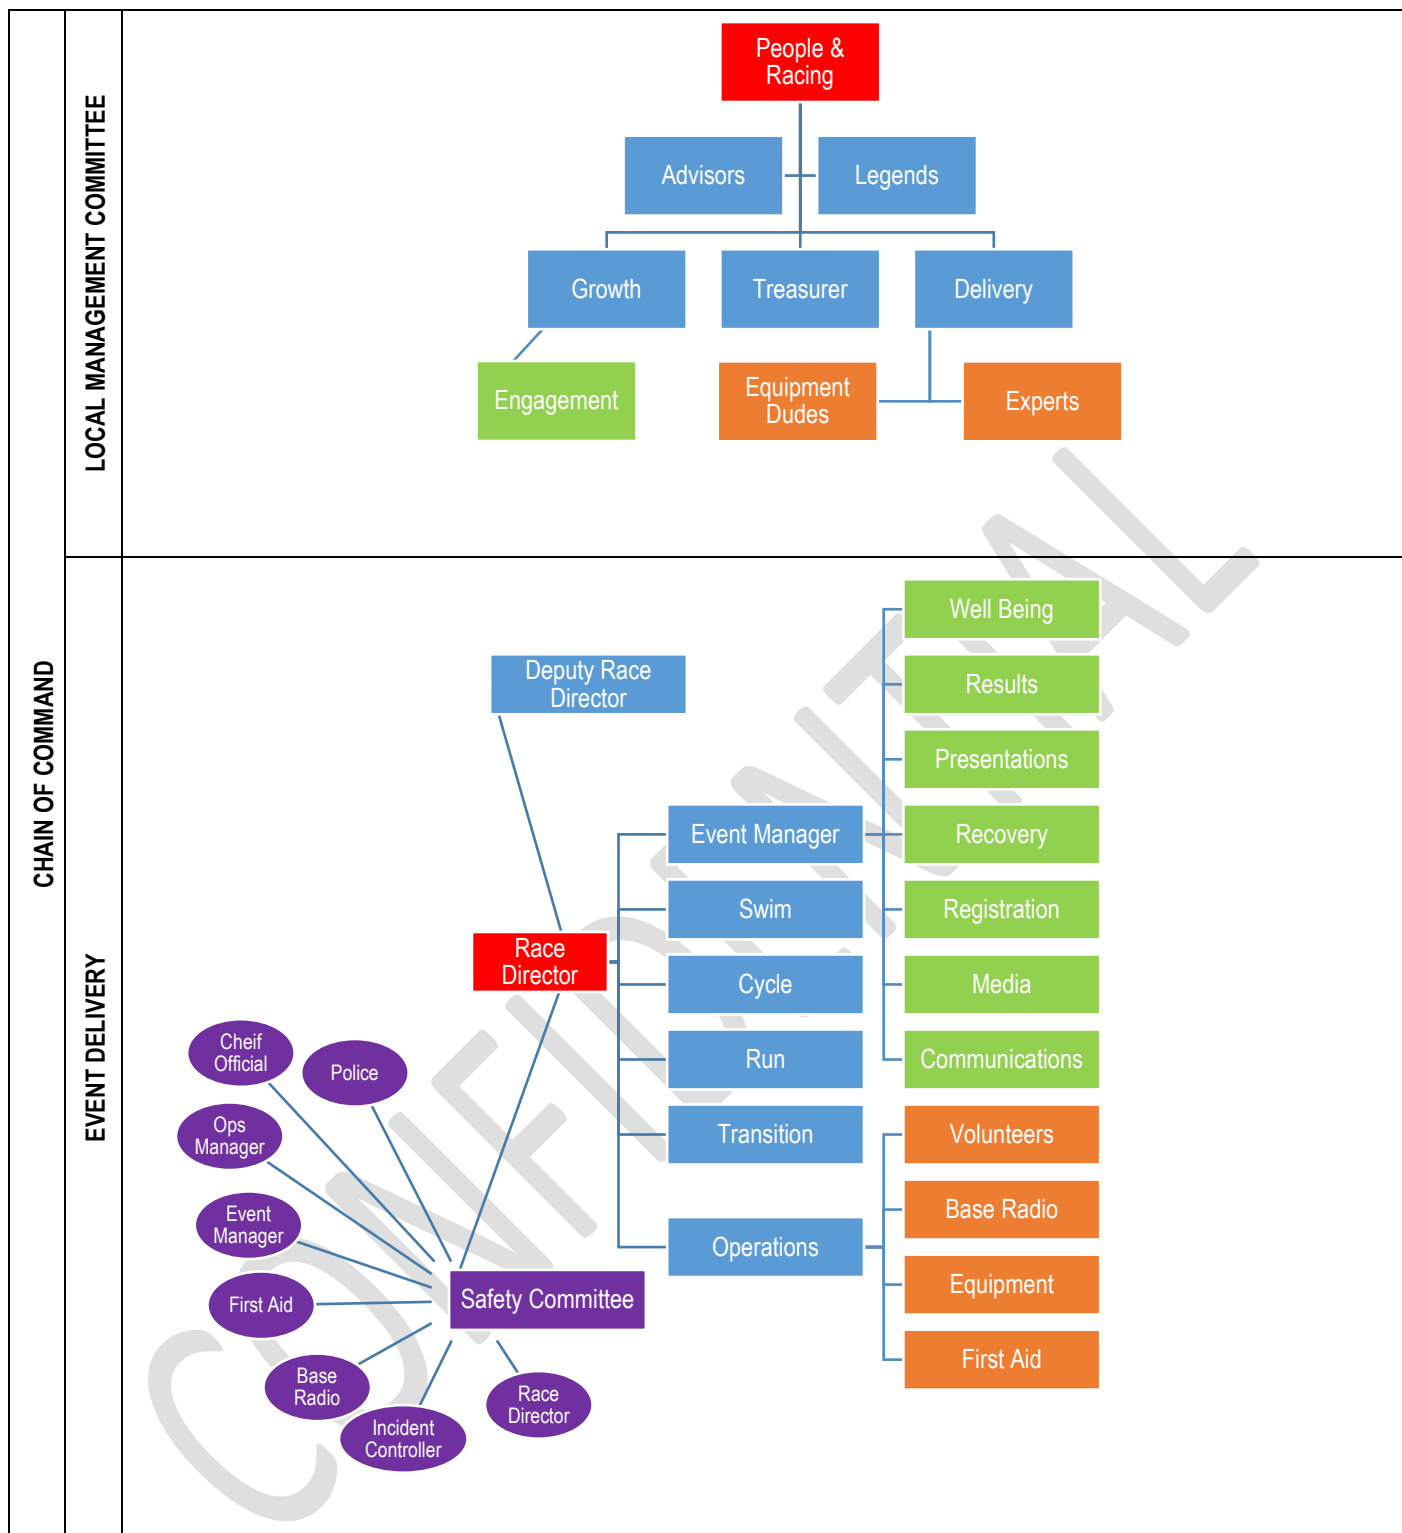 CHAIN OF COMMAND
LOCAL MANAGEMENT COMMITTEE
People &
Racing
Advisors
Legends
Growth
Treasurer
Delivery
Engagement
Equipment
Dudes
Experts
EVENT DELIVERY
CONFIDENTIAL
Deputy Race
Director
Race
Director
Event Manager
Swim
Cycle
Run
Transition
Operations
Well Being
Results
Presentations
Recovery
Registration
Media
Communications
Volunteers
Base Radio
Equipment
First Aid
Safety Committee
Cheif
Official
Police
Ops
Manager
Event
Manager
First Aid
Base
Radio
Incident
Controller
Race
Director